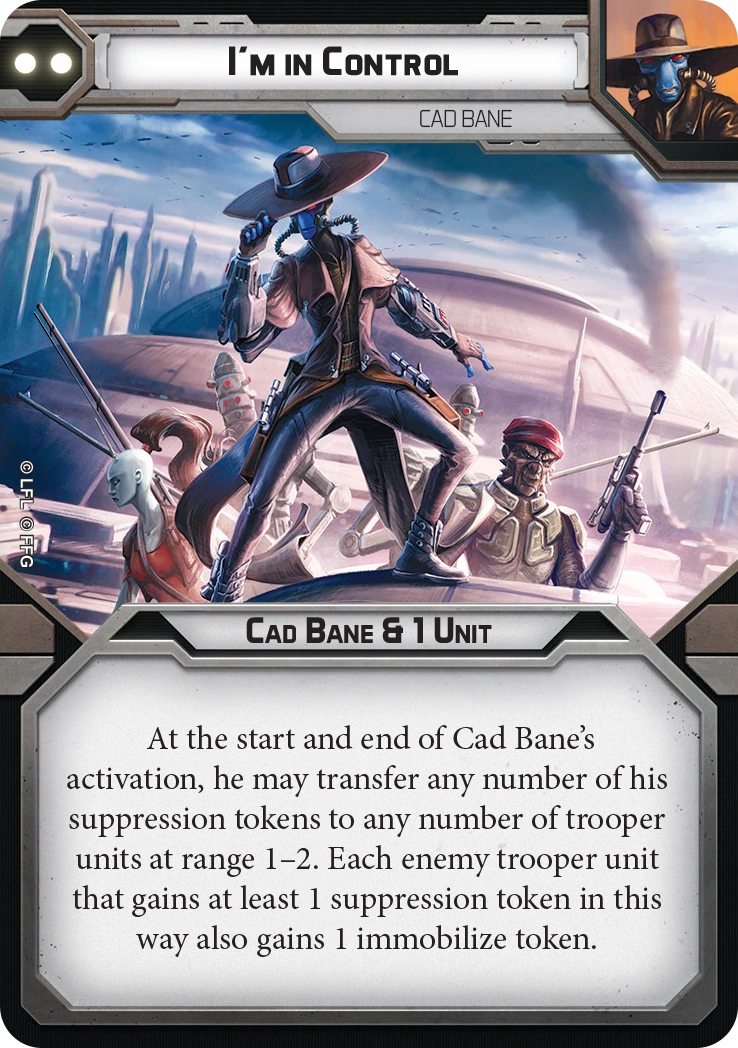 I'm in Control
CAD BANE
© LFL © FFG
Cad Bane & 1 Unit
At the start and end of Cad Bane's
activation, he may transfer any number of his
suppression tokens to any number of trooper
units at range 1–2. Each enemy trooper unit
that gains at least 1 suppression token in this
way also gains 1 immobilize token.